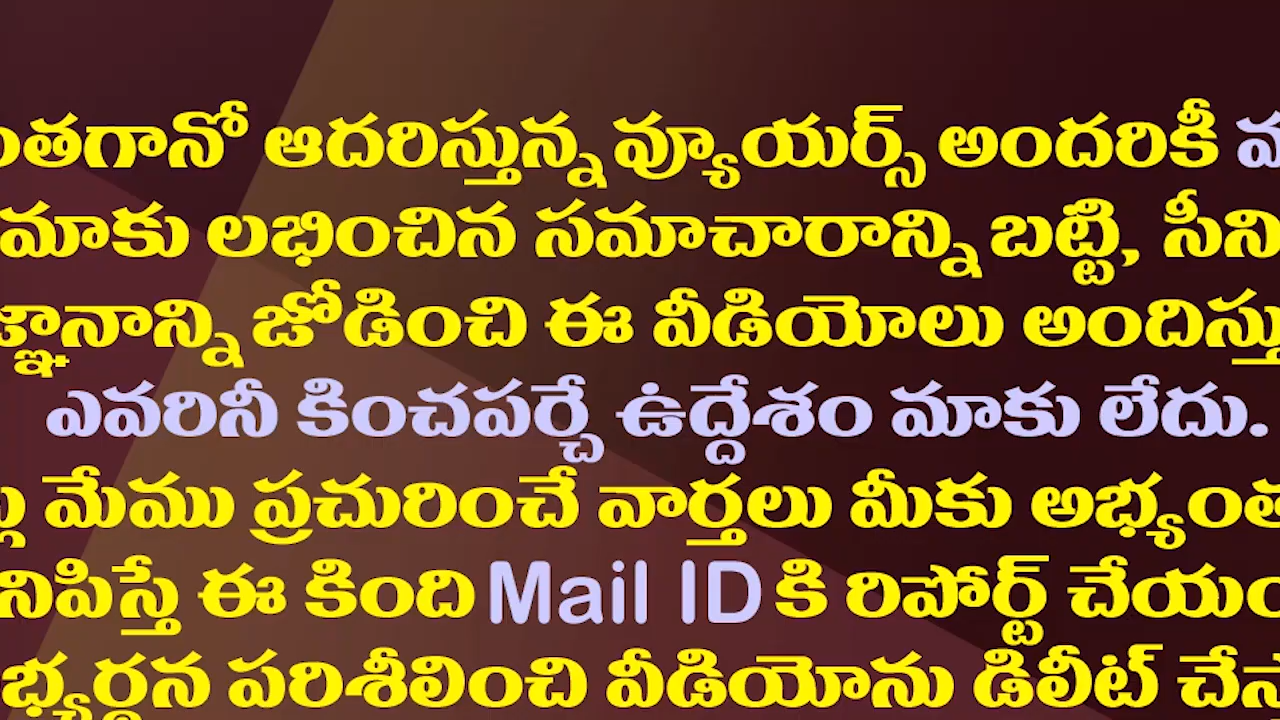 ంతగానో ఆదరిస్తున్న వ్యూయర్స్ అందరికీ
మాకు లభించిన సమాచారాన్ని బట్టి, సీని
జ్ఞానాన్ని జోడించి ఈ వీడియోలు అందిస్తు
ఎవరినీ కించపర్చే ఉద్దేశం మాకు లేదు.
మేము ప్రచురించే వార్తలు మీకు అభ్యంత
నిపిస్తే ఈ కింది Mail ID కి రిపోర్ట్ చేయం
భ్యర్థన పరిశీలించి వీడియోను డిలీట్ చేస